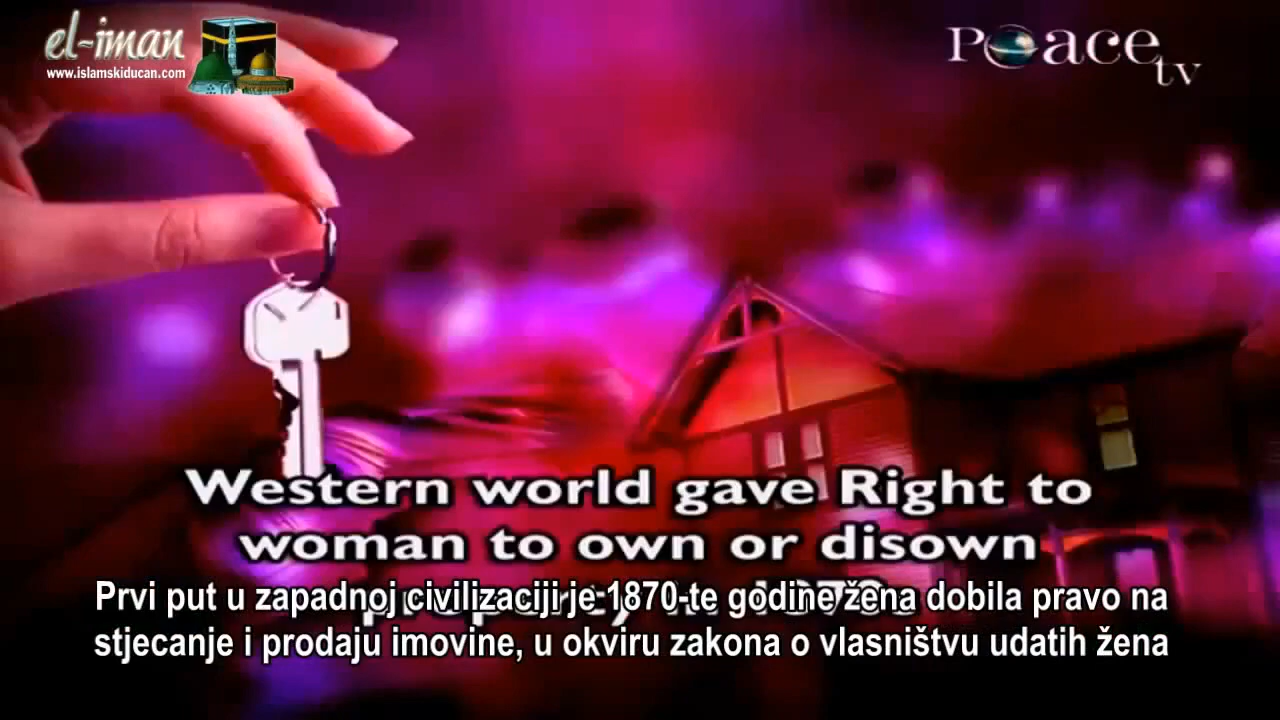 el-iman
www.islamskiducan.com
Peace
tv
Western world gave Right to
woman to own or disown
Prvi put u zapadnoj civilizaciji je 1870-te godine žena dobila pravo na
stjecanje i prodaju imovine, u okviru zakona o vlasništvu udatih žena